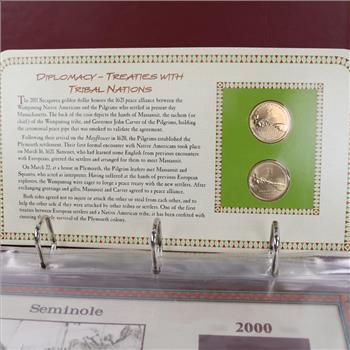 DIPLOMACY – TREATIES WITH
TRIBAL NATIONS
The 2011 Sacagawea golden dollar honors the 1621 peace alliance between the
Wampanoag Native Americans and the Pilgrims who settled in present day
Massachusetts. The back of the coin depicts the hands of Massasoit, the sachem (or
chief) of the Wampanoag tribe, and Governor John Carver of the Pilgrims, holding
the ceremonial peace pipe that was smoked to validate the agreement.
Following their arrival on the Mayflower in 1620, the Pilgrims established the
Plymouth settlement. Their first formal encounter with Native Americans took place
on March 16, 1621. Samoset, who had learned some English from previous encounters
with Europeans, greeted the settlers and arranged for them to meet Massasoit.
On March 22, at a house in Plymouth, the Pilgrim leaders met Massasoit and
Squanto, who acted as interpreter. Having suffered at the hands of previous European
explorers, the Wampanoag were eager to forge a peace treaty with the new settlers. After
exchanging greetings and gifts, Massasoit and Carver agreed to a peace alliance.
Both sides agreed not to injure or attack the other or steal from each other, and to
help the other side if they were attacked by other tribes or settlers. One of the first
treaties between European settlers and a Native American tribe, it has been credited with
ensuring the survival of the Plymouth colony.
Seminole
2000